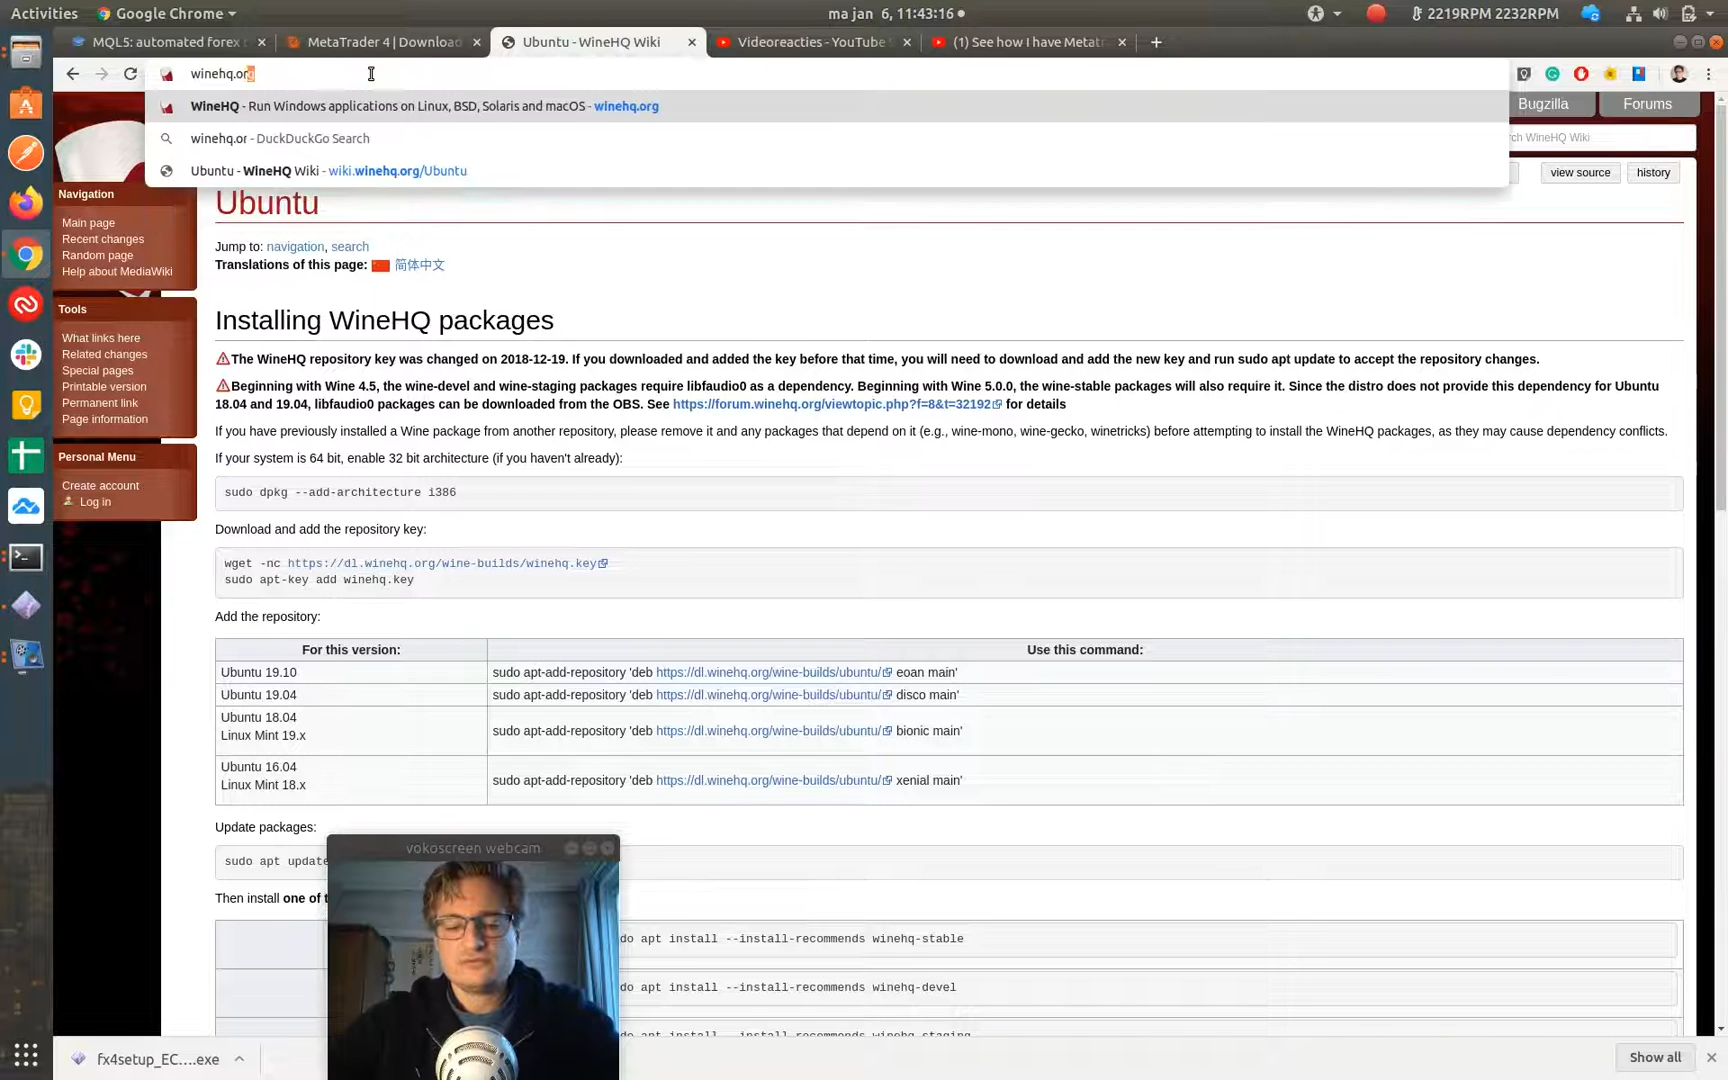 Activities
Google Chrome
ma jan 6, 11:43:16
2219RPM 2232RPM
MQL5: automated forex
MetaTrader 4 | Download
Ubuntu - WineHQ Wiki
Videoreacties - YouTube
(1) See how I have Metat
winehq.org
WineHQ - Run Windows applications on Linux, BSD, Solaris and macOS - winehq.org
winehq.or - DuckDuckGo Search
Ubuntu - WineHQ Wiki - wiki.winehq.org/Ubuntu
Bugzilla
Forums
rch WineHQ Wiki
view source
history
Navigation
Main page
Recent changes
Random page
Help about MediaWiki
Tools
What links here
Related changes
Special pages
Printable version
Permanent link
Page information
Personal Menu
Create account
Log in
Ubuntu
Jump to: navigation, search
Translations of this page: 简体中文
Installing WineHQ packages
The WineHQ repository key was changed on 2018-12-19. If you downloaded and added the key before that time, you will need to download and add the new key and run sudo apt update to accept the repository changes.
Beginning with Wine 4.5, the wine-devel and wine-staging packages require libfaudio0 as a dependency. Beginning with Wine 5.0.0, the wine-stable packages will also require it. Since the distro does not provide this dependency for Ubuntu
18.04 and 19.04, libfaudio0 packages can be downloaded from the OBS. See https://forum.winehq.org/viewtopic.php?f=8&t=32192 for details
If you have previously installed a Wine package from another repository, please remove it and any packages that depend on it (e.g., wine-mono, wine-gecko, winetricks) before attempting to install the WineHQ packages, as they may cause dependency conflicts.
If your system is 64 bit, enable 32 bit architecture (if you haven't already):
sudo dpkg --add-architecture i386
Download and add the repository key:
wget -nc https://dl.winehq.org/wine-builds/winehq.key
sudo apt-key add winehq.key
Add the repository:
For this version:
Use this command:
Ubuntu 19.10
sudo apt-add-repository 'deb https://dl.winehq.org/wine-builds/ubuntu/ eoan main'
Ubuntu 19.04
sudo apt-add-repository 'deb https://dl.winehq.org/wine-builds/ubuntu/ disco main'
Ubuntu 18.04
Linux Mint 19.x
sudo apt-add-repository 'deb https://dl.winehq.org/wine-builds/ubuntu/ bionic main'
Ubuntu 16.04
Linux Mint 18.x
sudo apt-add-repository 'deb https://dl.winehq.org/wine-builds/ubuntu/ xenial main'
Update packages:
sudo apt update
Then install one of t
vokoscreen webcam
do apt install --install-recommends winehq-stable
do apt install --install-recommends winehq-devel
do apt install --install-recommends winehq-staging
fx4setup_EC....exe
Show all